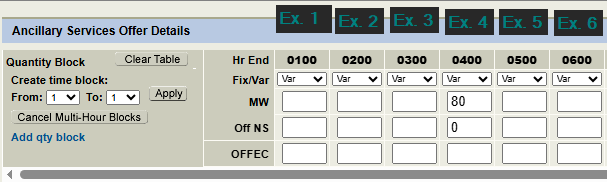 Ex. 1 Ex. 2 Ex. 3 Ex. 4 Ex. 5 Ex. 6
Ancillary Services Offer Details
Quantity Block Clear Table Hr End 0100 0200 0300 0400 0500 0600
Create time block: Fix/Var Var Var Var Var Var Var
From: 1 To: 1 Apply MW 80
Cancel Multi-Hour Blocks Off NS 0
Add qty block
OFFEC